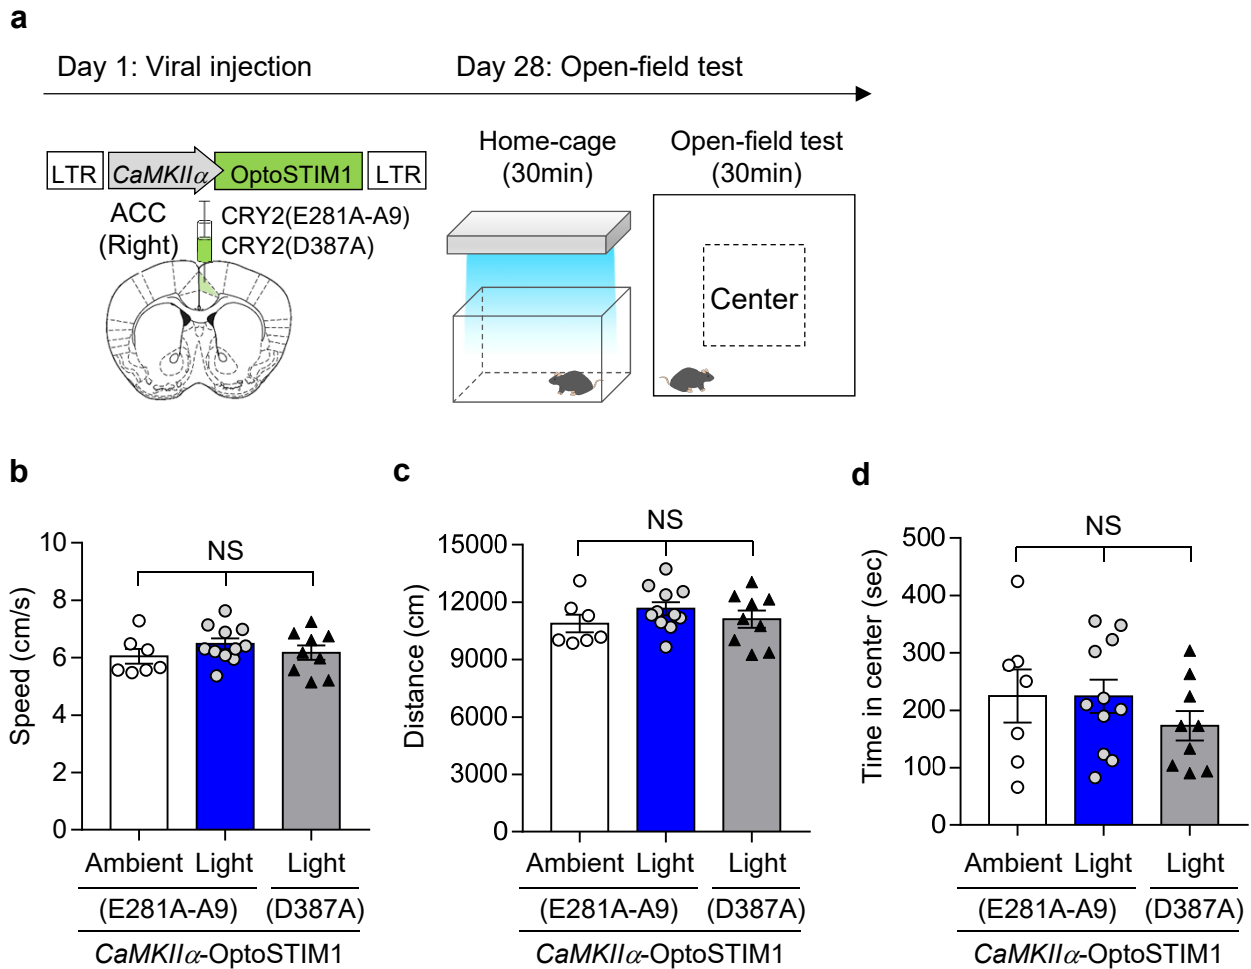 a
Day 1: Viral injection
Day 28: Open-field test
LTR
CaMKIIα
OptoSTIM1
LTR
ACC
(Right)
CRY2(E281A-A9)
CRY2(D387A)
Home-cage
(30min)
Open-field test
(30min)
Center
b
NS
Speed (cm/s)
10
8
6
4
2
0
Ambient Light Light
(E281A-A9) (D387A)
CaMKIIα-OptoSTIM1
c
NS
Distance (cm)
15000
12000
9000
6000
3000
0
Ambient Light Light
(E281A-A9) (D387A)
CaMKIIα-OptoSTIM1
d
NS
Time in center (sec)
500
400
300
200
100
0
Ambient Light Light
(E281A-A9) (D387A)
CaMKIIα-OptoSTIM1